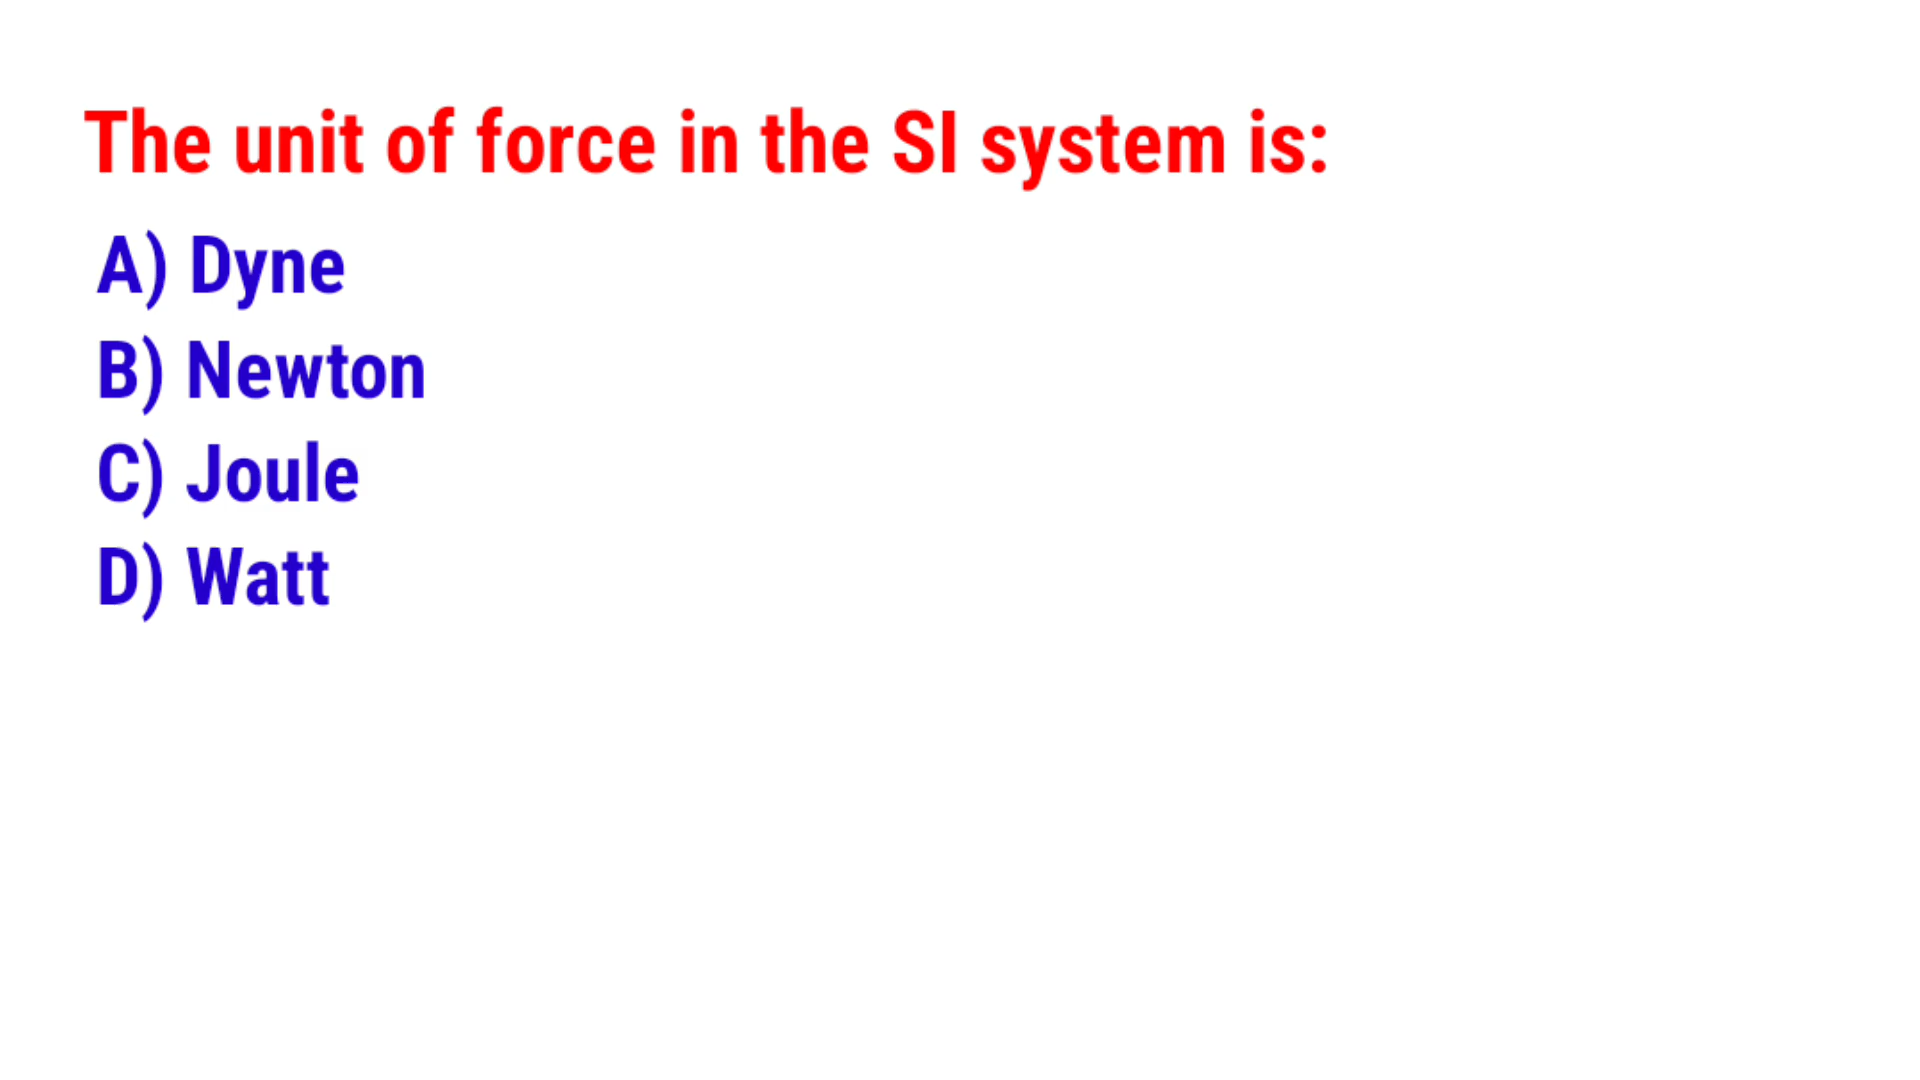 The unit of force in the SI system is:
A) Dyne
B) Newton
C) Joule
D) Watt